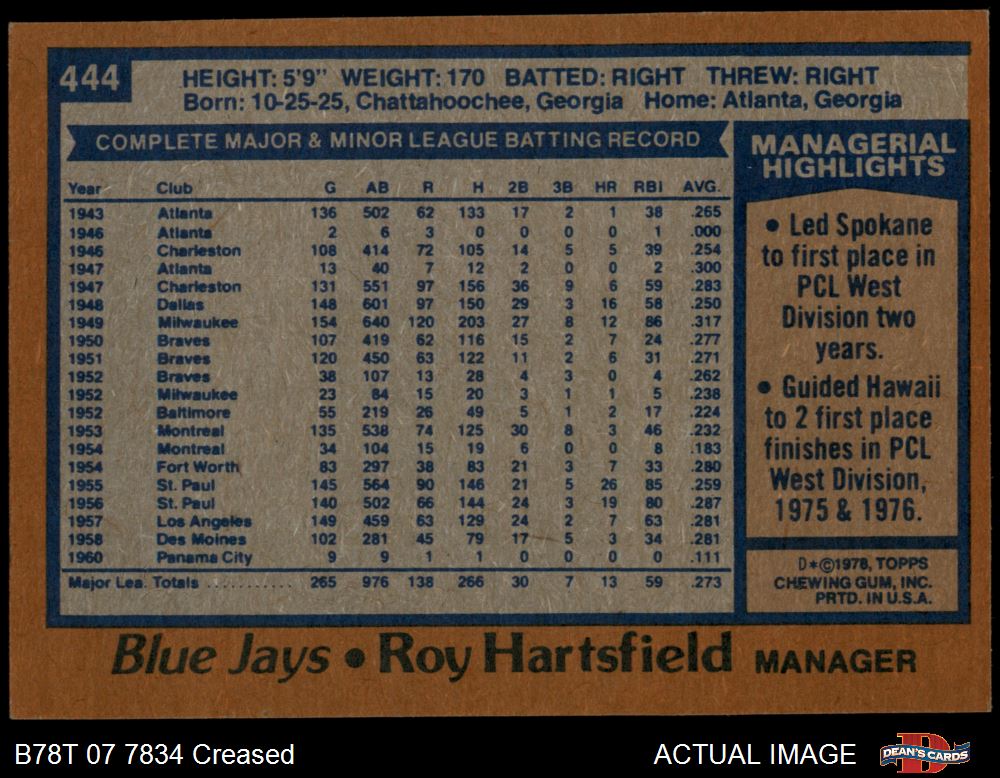 444
HEIGHT: 5'9" WEIGHT: 170 BATTED: RIGHT THREW: RIGHT
Born: 10-25-25, Chattahoochee, Georgia Home: Atlanta, Georgia
COMPLETE MAJOR & MINOR LEAGUE BATTING RECORD
Year Club G AB R H 2B 3B HR RBI AVG.
1943 Atlanta 136 502 62 133 17 2 1 38 .265
1946 Atlanta 2 6 3 0 0 0 0 1 .000
1946 Charleston 108 414 72 105 14 5 5 39 .254
1947 Atlanta 13 40 7 12 2 0 0 2 .300
1947 Charleston 131 551 97 156 36 9 6 59 .283
1948 Dallas 148 601 97 150 29 3 16 58 .250
1949 Milwaukee 154 640 120 203 27 8 12 86 .317
1950 Braves 107 419 62 116 15 2 7 24 .277
1951 Braves 120 450 63 122 11 2 6 31 .271
1952 Braves 38 107 13 28 4 3 0 4 .262
1952 Milwaukee 23 84 15 20 3 1 1 5 .238
1952 Baltimore 55 219 26 49 5 1 2 17 .224
1953 Montreal 135 538 74 125 30 8 3 46 .232
1954 Montreal 34 104 15 19 6 0 0 8 .183
1954 Fort Worth 83 297 38 83 21 3 7 33 .280
1955 St. Paul 145 564 90 146 21 5 26 85 .259
1956 St. Paul 140 502 66 144 24 3 19 80 .287
1957 Los Angeles 149 459 63 129 24 2 7 63 .281
1958 Des Moines 102 281 45 79 17 5 3 34 .281
1960 Panama City 9 9 1 1 0 0 0 0 .111
Major Lea. Totals .......... 265 976 138 266 30 7 13 59 .273
MANAGERIAL
HIGHLIGHTS
• Led Spokane
to first place in
PCL West
Division two
years.
• Guided Hawaii
to 2 first place
finishes in PCL
West Division,
1975 & 1976.
D*©1978, TOPPS
CHEWING GUM, INC.
PRTD. IN U.S.A.
Blue Jays • Roy Hartsfield MANAGER
B78T 07 7834 Creased
ACTUAL IMAGE
DEAN'S CARDS